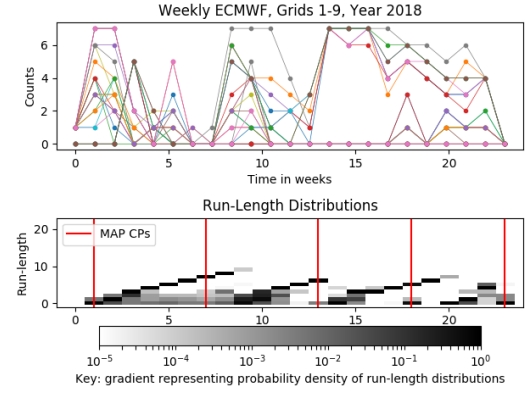 Weekly ECMWF, Grids 1-9, Year 2018
6
4
2
0
Counts
0 5 10 15 20
Time in weeks
Run-Length Distributions
MAP CPs
20
10
0
Run-length
0 5 10 15 20
10⁻⁵ 10⁻⁴ 10⁻³ 10⁻² 10⁻¹ 10⁰
Key: gradient representing probability density of run-length distributions